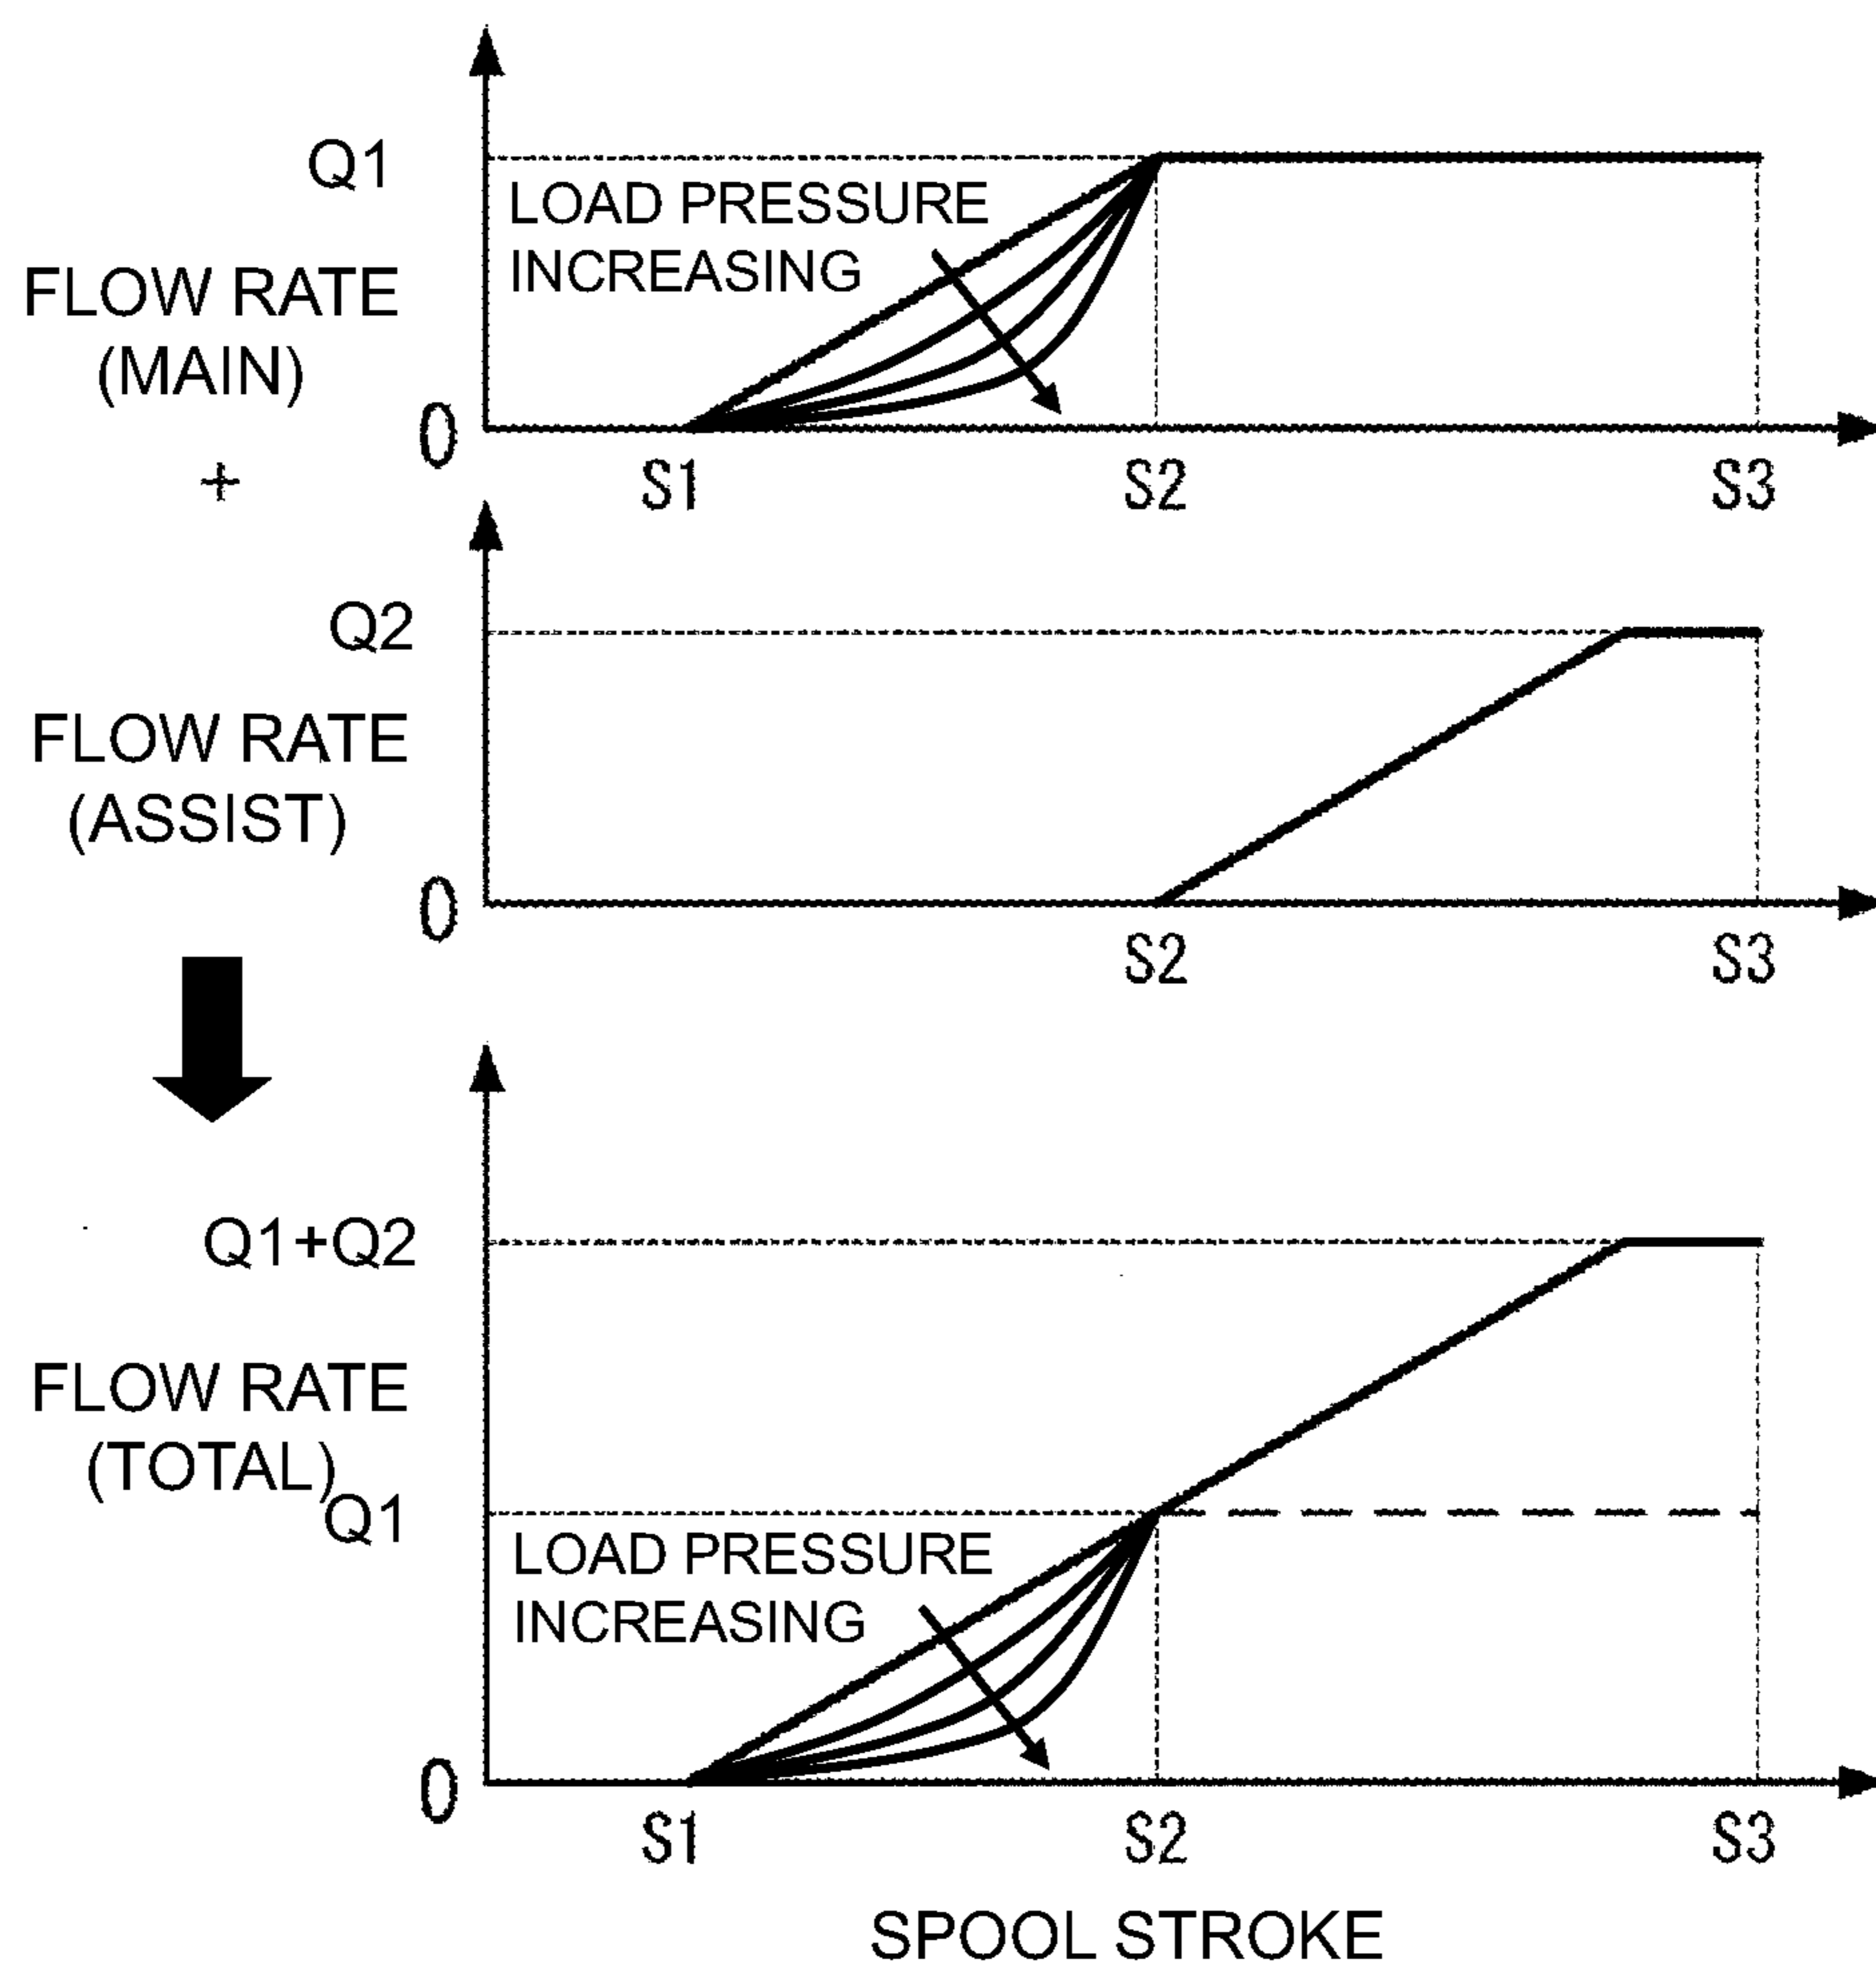 Q1
LOAD PRESSURE
INCREASING
FLOW RATE
(MAIN)
0
+
S1 S2 S3
Q2
FLOW RATE
(ASSIST)
0
S2 S3
Q1+Q2
FLOW RATE
(TOTAL)
Q1
LOAD PRESSURE
INCREASING
0
S1 S2 S3
SPOOL STROKE